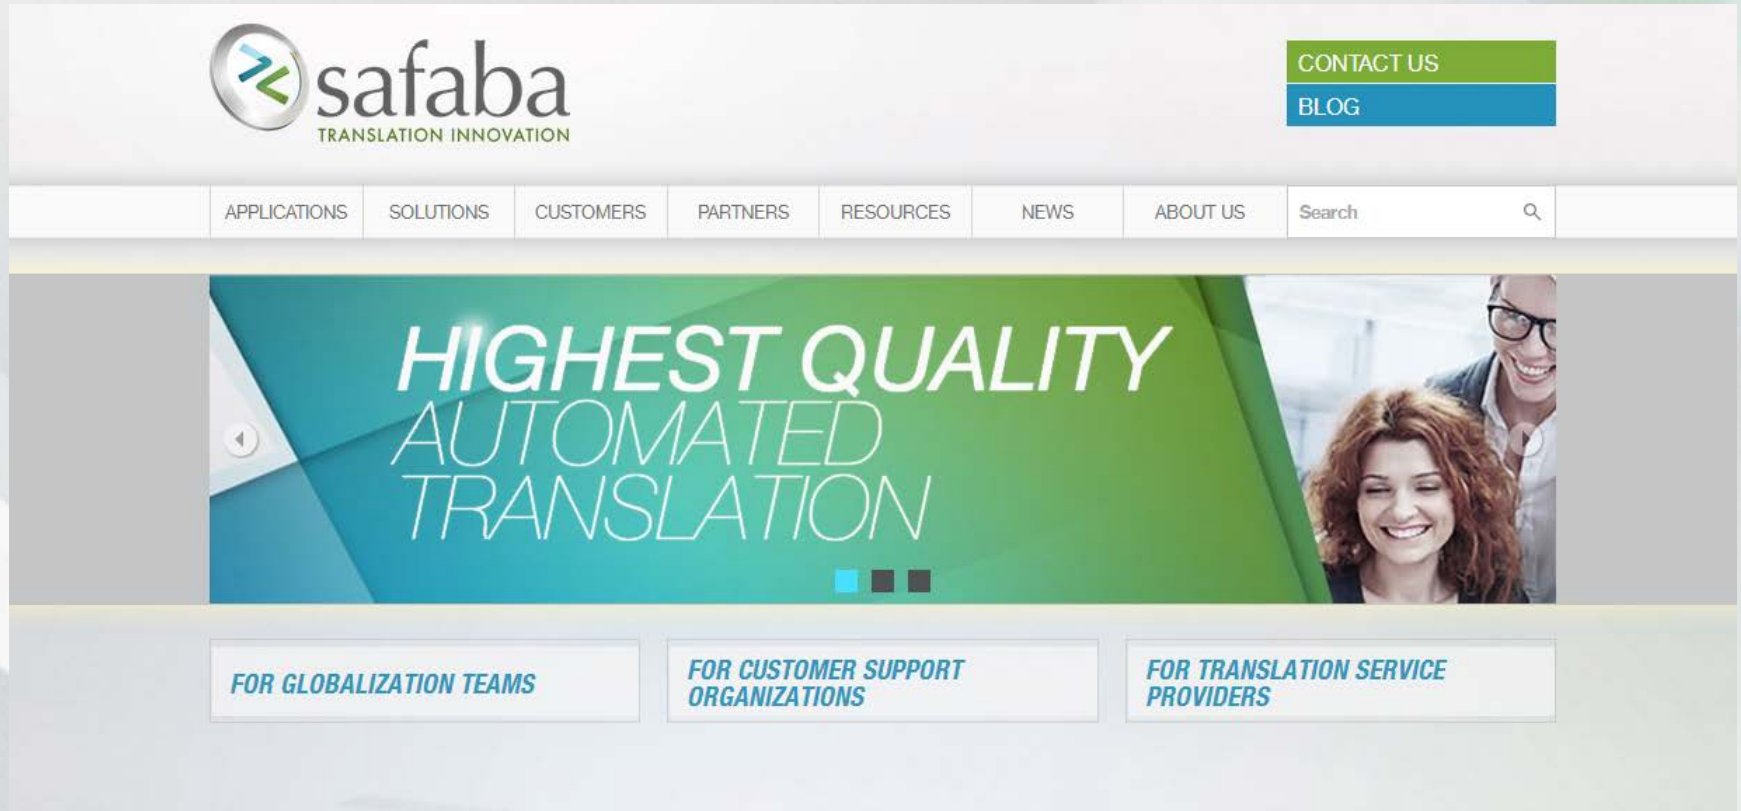 safaba
TRANSLATION INNOVATION
CONTACT US
BLOG
APPLICATIONS SOLUTIONS CUSTOMERS PARTNERS RESOURCES NEWS ABOUT US Search
HIGHEST QUALITY
AUTOMATED
TRANSLATION
FOR GLOBALIZATION TEAMS
FOR CUSTOMER SUPPORT
ORGANIZATIONS
FOR TRANSLATION SERVICE
PROVIDERS